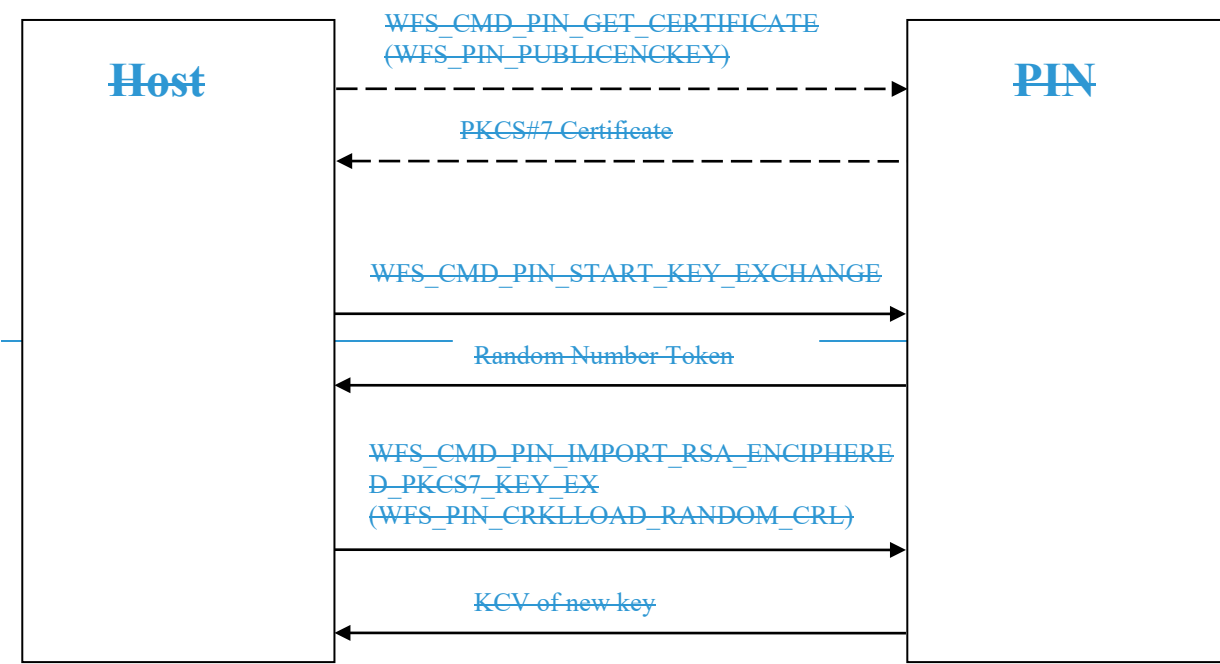 WFS_CMD_PIN_GET_CERTIFICATE
(WFS_PIN_PUBLICENCKEY)
Host
PIN
PKCS#7 Certificate
WFS_CMD_PIN_START_KEY_EXCHANGE
Random Number Token
WFS_CMD_PIN_IMPORT_RSA_ENCIPHERE
D_PKCS7_KEY_EX
(WFS_PIN_CRKLLOAD_RANDOM_CRL)
KCV of new key